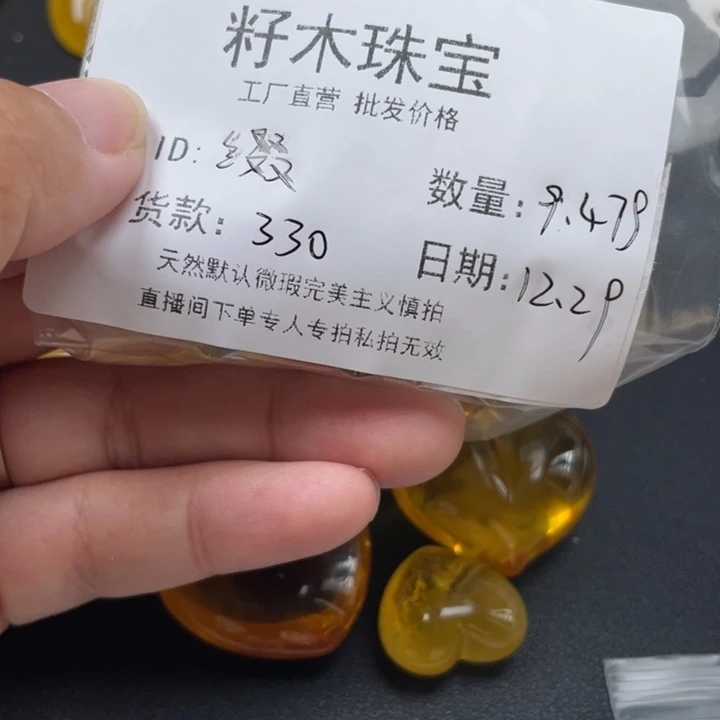 籽木珠宝
工厂直营 批发价格
ID: 缀
数量: 9.47g
货款: 330
日期: 12.29
天然默认微瑕完美主义慎拍
直播间下单专人专拍私拍无效